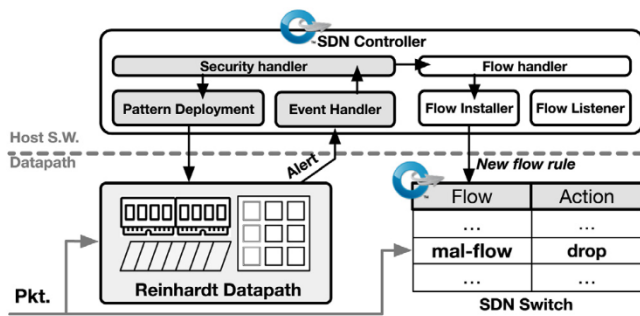 SDN Controller
Security handler
Flow handler
Pattern Deployment
Event Handler
Flow Installer
Flow Listener
Host S.W.
Datapath
Alert
New flow rule
Flow
Action
...
...
mal-flow
drop
...
...
Pkt.
Reinhardt Datapath
SDN Switch